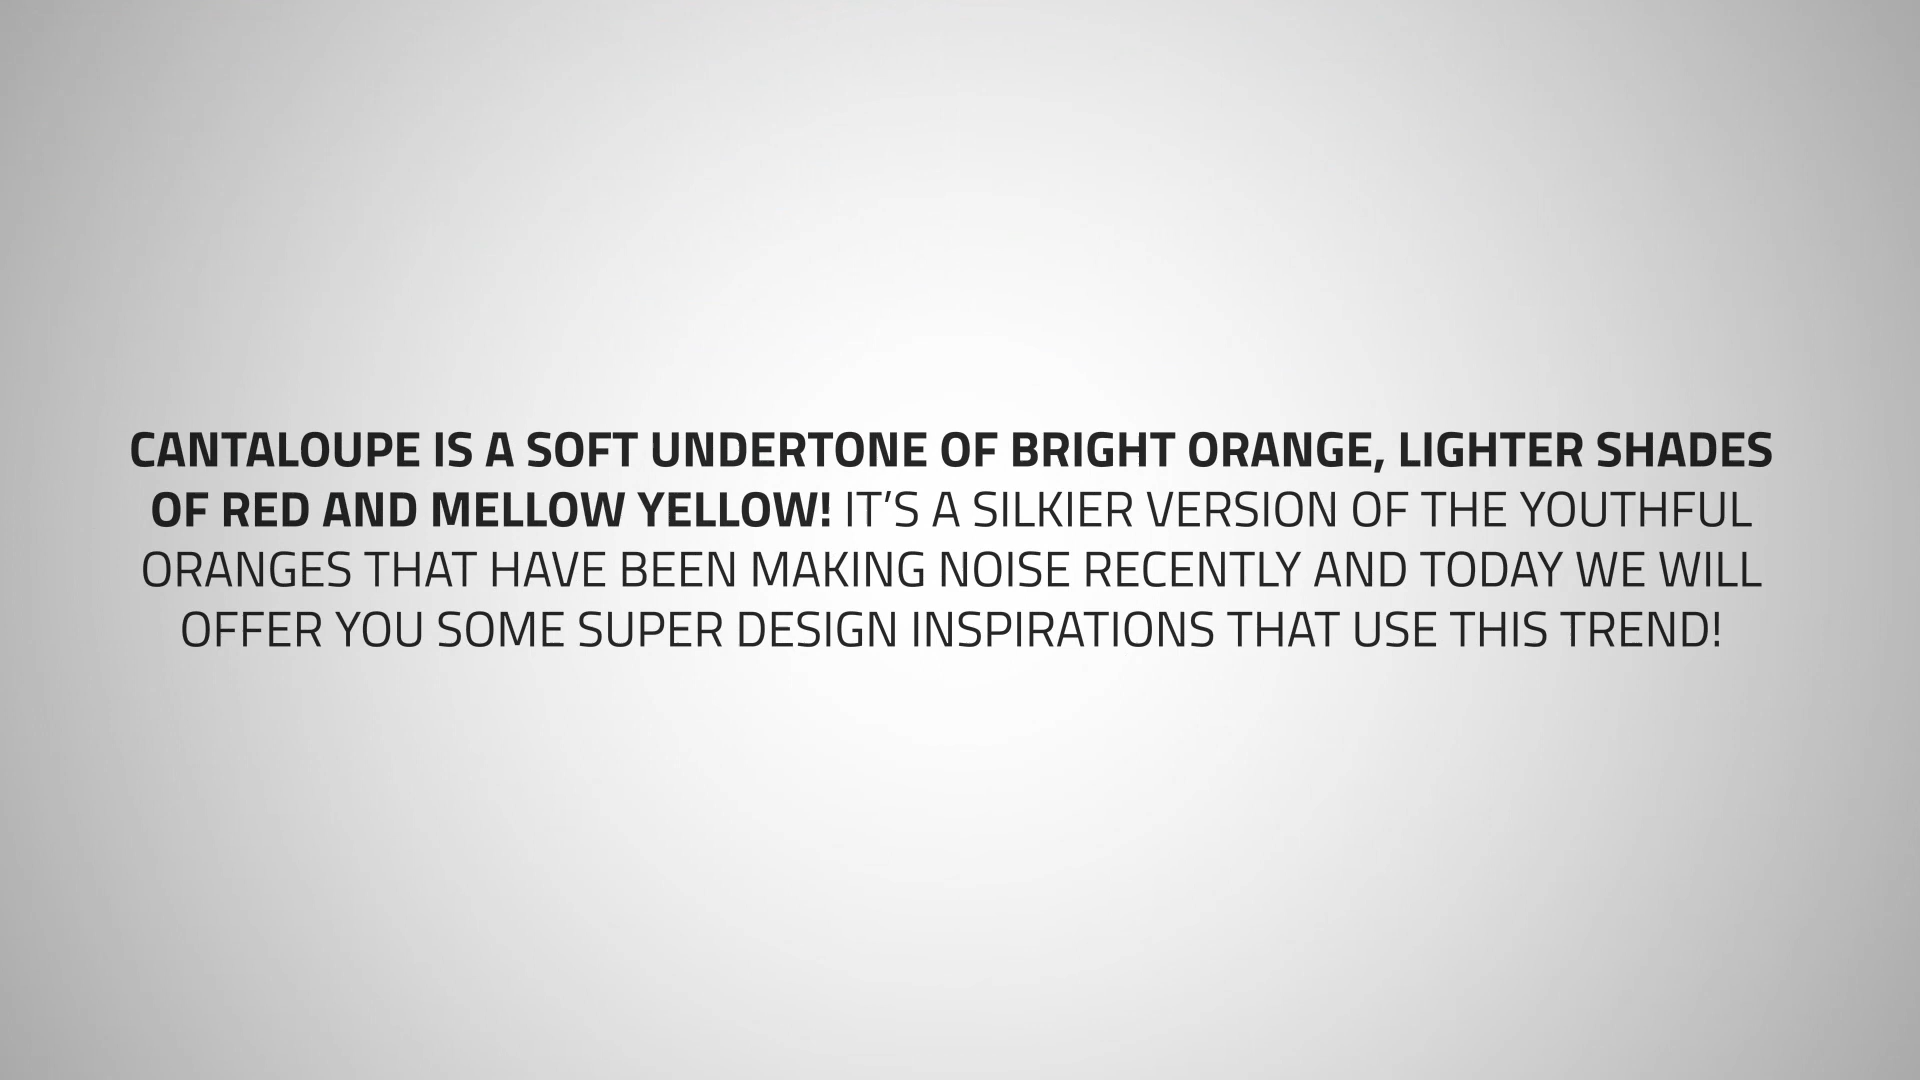 CANTALOUPE IS A SOFT UNDERTONE OF BRIGHT ORANGE, LIGHTER SHADES
OF RED AND MELLOW YELLOW! IT’S A SILKIER VERSION OF THE YOUTHFUL
ORANGES THAT HAVE BEEN MAKING NOISE RECENTLY AND TODAY WE WILL
OFFER YOU SOME SUPER DESIGN INSPIRATIONS THAT USE THIS TREND!